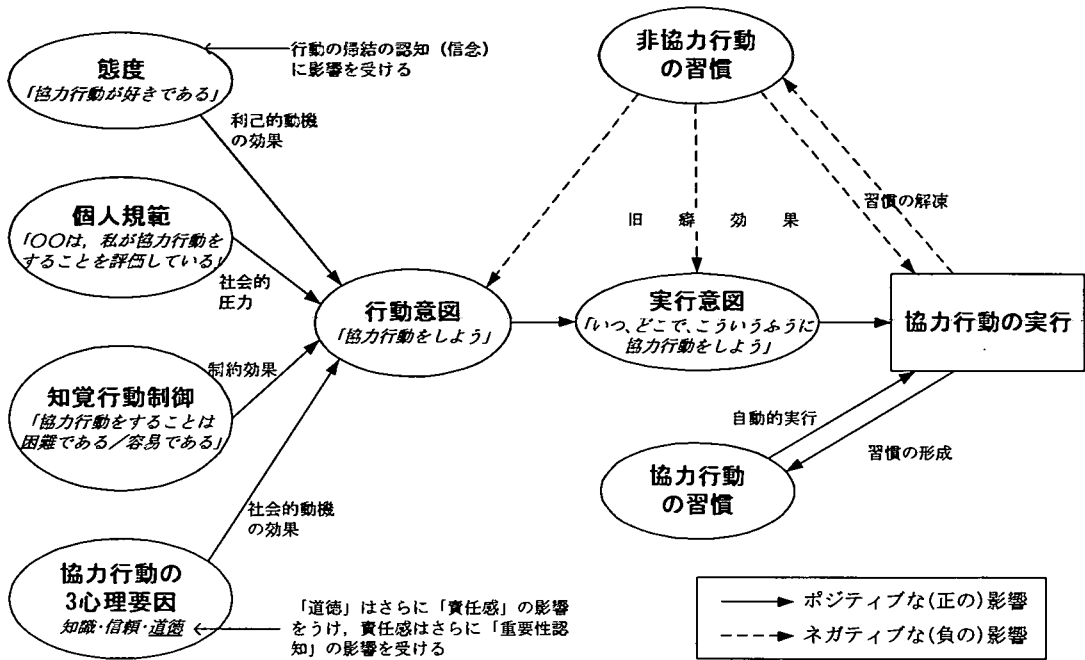 態度
「協力行動が好きである」
行動の帰結の認知（信念）
に影響を受ける
利己的動機
の効果
個人規範
「〇〇は，私が協力行動を
することを評価している」
社会的
圧力
知覚行動制御
「協力行動をすることは
困難である／容易である」
制約効果
協力行動の
3心理要因
知識・信頼・道徳
社会的動機
の効果
「道徳」はさらに「責任感」の影響
をうけ，責任感はさらに「重要性認
知」の影響を受ける
行動意図
「協力行動をしよう」
非協力行動
の習慣
旧癖効果
習慣の解凍
実行意図
「いつ、どこで、こういうふうに
協力行動をしよう」
協力行動の実行
自動的実行
習慣の形成
協力行動
の習慣
ポジティブな(正の)影響
ネガティブな(負の)影響